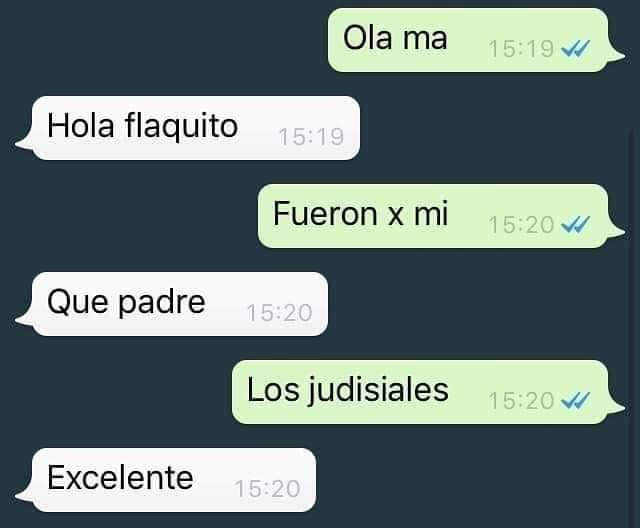 Ola ma 15:19
Hola flaquito 15:19
Fueron x mi 15:20
Que padre 15:20
Los judisiales 15:20
Excelente 15:20